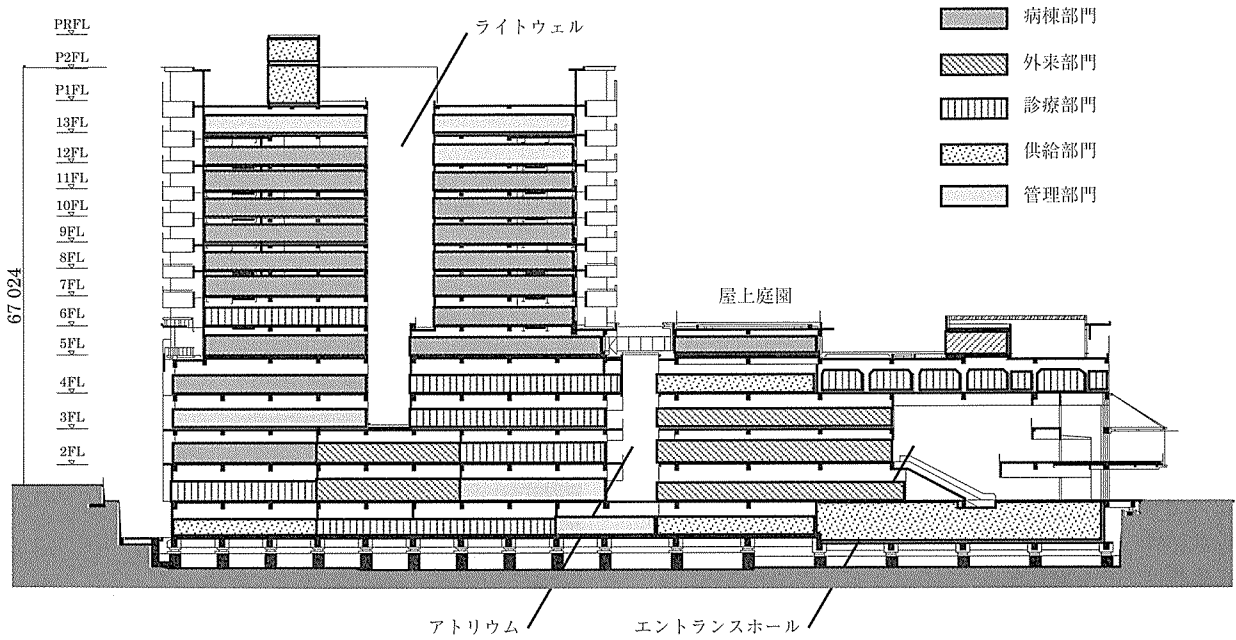 ライトウェル
病棟部門
外来部門
診療部門
供給部門
管理部門
PRFL
P2FL
P1FL
13FL
12FL
11FL
10FL
9FL
8FL
7FL
6FL
5FL
4FL
3FL
2FL
67 024
屋上庭園
アトリウム
エントランスホール